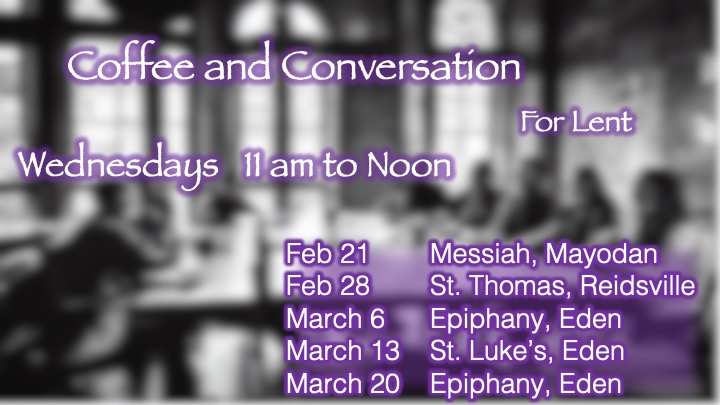 Coffee and Conversation
For Lent
Wednesdays 11 am to Noon
Feb 21 Messiah, Mayodan
Feb 28 St. Thomas, Reidsville
March 6 Epiphany, Eden
March 13 St. Luke's, Eden
March 20 Epiphany, Eden